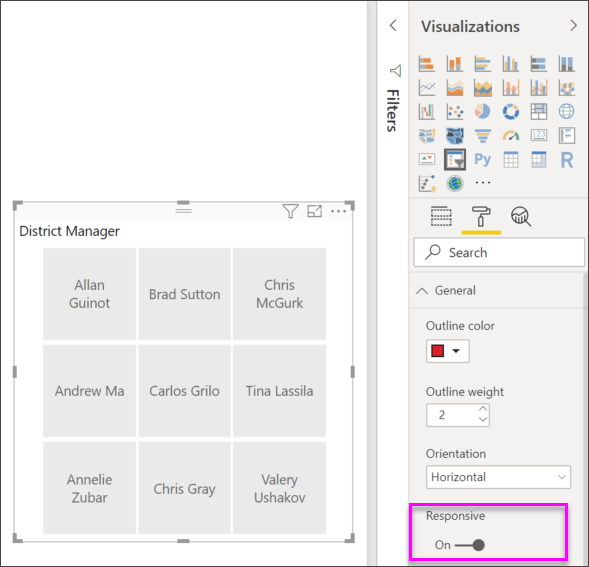 District Manager
Allan
Guinot
Brad Sutton
Chris
McGurk
Andrew Ma
Carlos Grilo
Tina Lassila
Annelie
Zubar
Chris Gray
Valery
Ushakov
Filters
Visualizations
123
Py
R
Search
General
Outline color
Outline weight
2
Orientation
Horizontal
Responsive
On